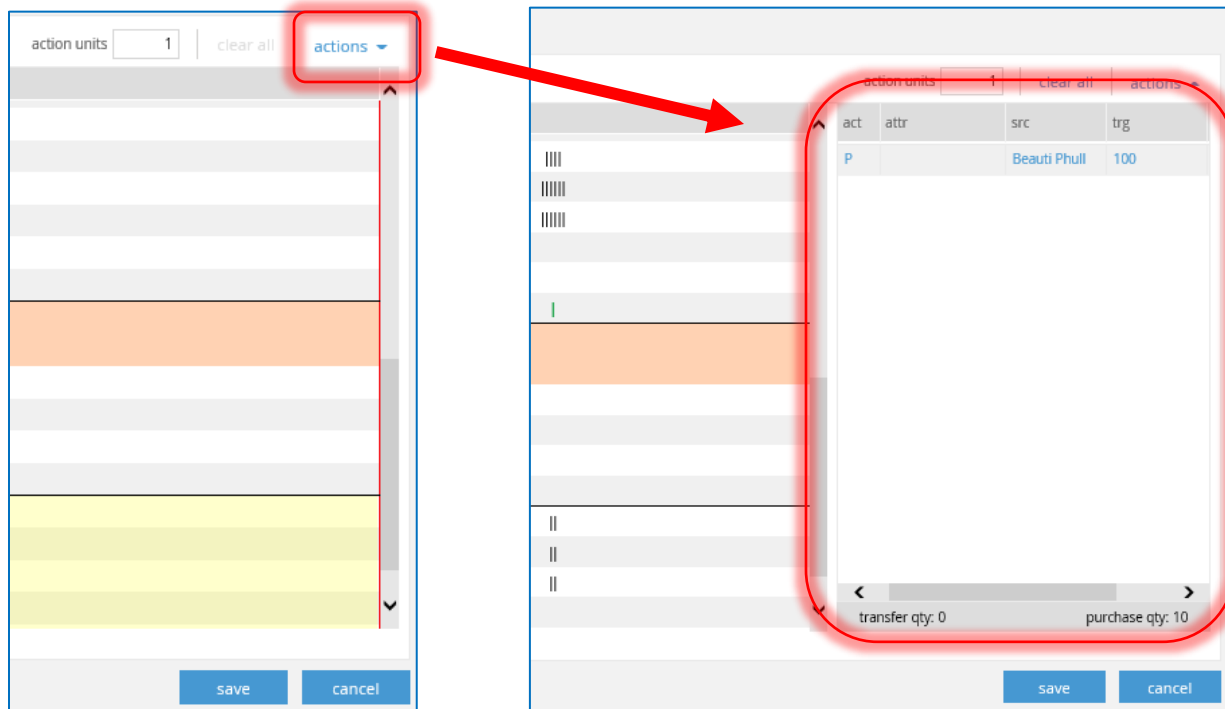 action units 1 clear all actions
save cancel
action units 1 clear all actions
act attr src trg
P Beauti Phull 100
transfer qty: 0 purchase qty: 10
save cancel